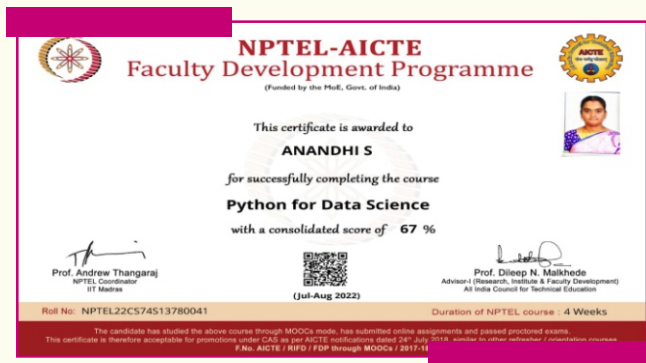 NPTEL-AICTE
AICTE
Faculty Development Programme
(Funded by the MoE, Govt. of India)
This certificate is awarded to
ANANDHI S
for successfully completing the course
Python for Data Science
with a consolidated score of 67 %
Prof. Andrew Thangaraj
NPTEL Coordinator
IIT Madras
(Jul-Aug 2022)
Prof. Dileep N. Malkhede
Advisor-I (Research, Institute & Faculty Development)
All India Council for Technical Education
Roll No: NPTEL22CS74S13780041
Duration of NPTEL course : 4 Weeks
The candidate has studied the above course through MOOCs mode, has submitted online assignments and passed proctored exams.
This certificate is therefore acceptable for promotions under CAS as per AICTE notifications dated 24th July 2018, similar to other refresher / orientation courses
F.No. AICTE / RIFD / FDP through MOOCs / 2017-18